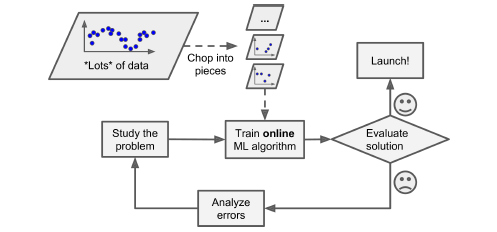 *Lots* of data
Chop into
pieces
...
Launch!
Study the
problem
Train online
ML algorithm
Evaluate
solution
Analyze
errors